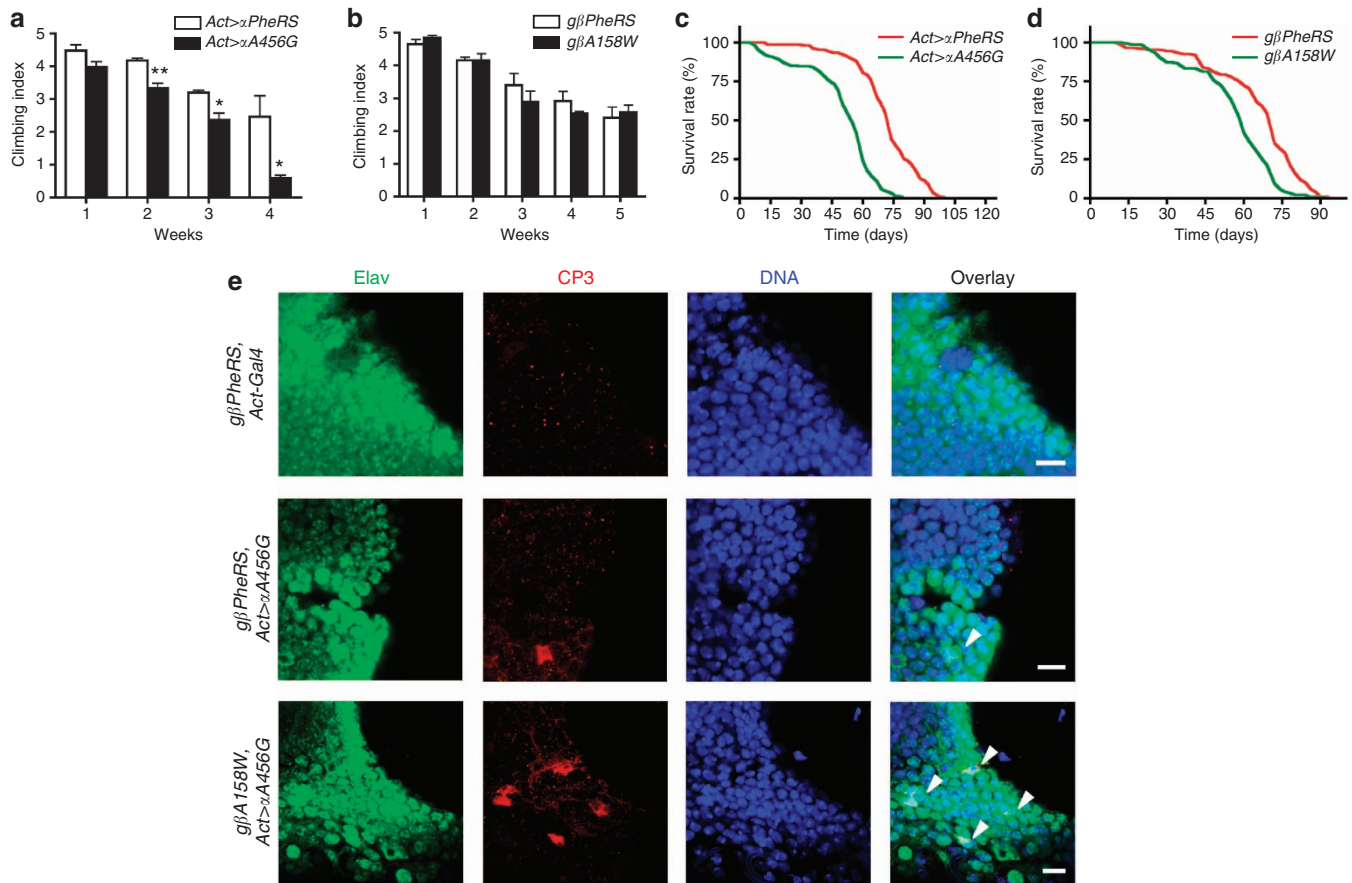 a
Act>αPheRS
Act>αA456G
Climbing index
5
4
3
2
1
0
**
*
*
1 2 3 4
Weeks
b
gβPheRS
gβA158W
Climbing index
5
4
3
2
1
0
1 2 3 4 5
Weeks
c
Act>αPheRS
Act>αA456G
Survival rate (%)
100
75
50
25
0
0 15 30 45 60 75 90 105 120
Time (days)
d
gβPheRS
gβA158W
Survival rate (%)
100
75
50
25
0
0 15 30 45 60 75 90
Time (days)
e
Elav CP3 DNA Overlay
gβPheRS,
Act-Gal4
gβPheRS,
Act>αA456G
gβA158W,
Act>αA456G